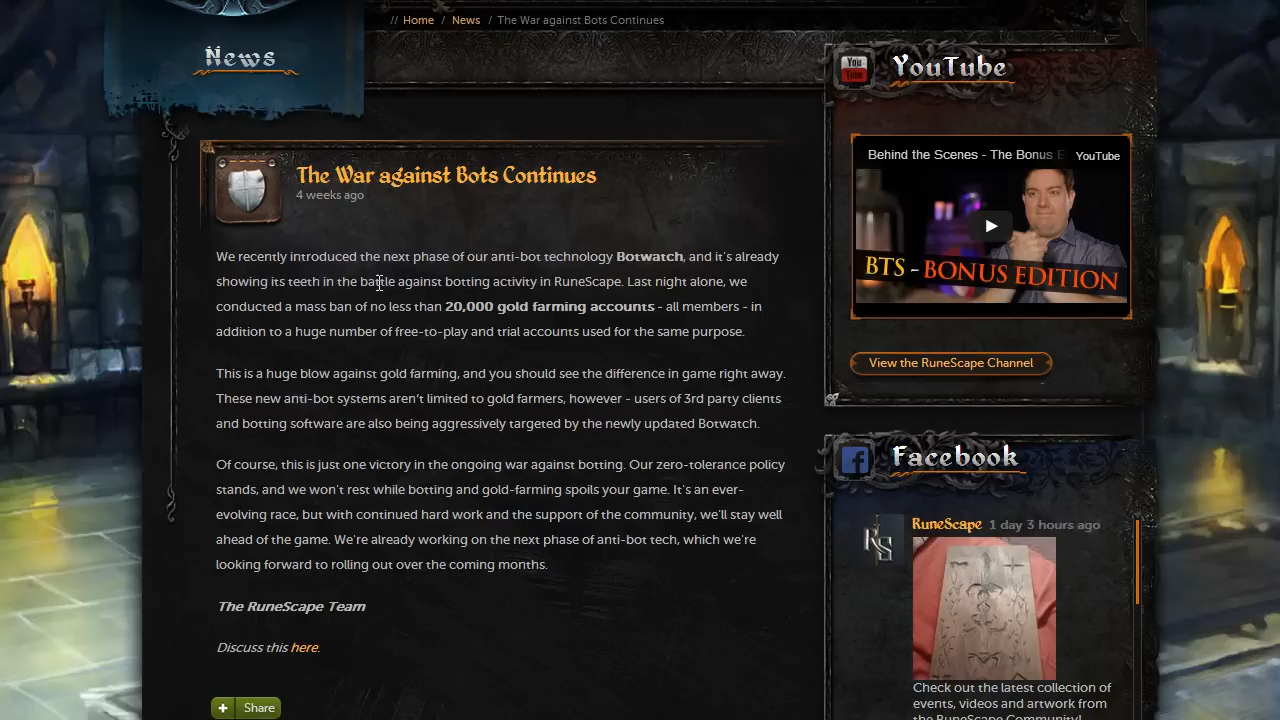 // Home / News / The War against Bots Continues
News
The War against Bots Continues
4 weeks ago
We recently introduced the next phase of our anti-bot technology Botwatch, and it's already
showing its teeth in the battle against botting activity in RuneScape. Last night alone, we
conducted a mass ban of no less than 20,000 gold farming accounts - all members - in
addition to a huge number of free-to-play and trial accounts used for the same purpose.
This is a huge blow against gold farming, and you should see the difference in game right away.
These new anti-bot systems aren’t limited to gold farmers, however - users of 3rd party clients
and botting software are also being aggressively targeted by the newly updated Botwatch.
Of course, this is just one victory in the ongoing war against botting. Our zero-tolerance policy
stands, and we won't rest while botting and gold-farming spoils your game. It's an ever-
evolving race, but with continued hard work and the support of the community, we'll stay well
ahead of the game. We're already working on the next phase of anti-bot tech, which we're
looking forward to rolling out over the coming months.
The RuneScape Team
Discuss this here.
+ Share
You
Tube
YouTube
Behind the Scenes - The Bonus E
YouTube
BTS - BONUS EDITION
View the RuneScape Channel
Facebook
RS
RuneScape 1 day 3 hours ago
Check out the latest collection of
events, videos and artwork from
the RuneScape Community!